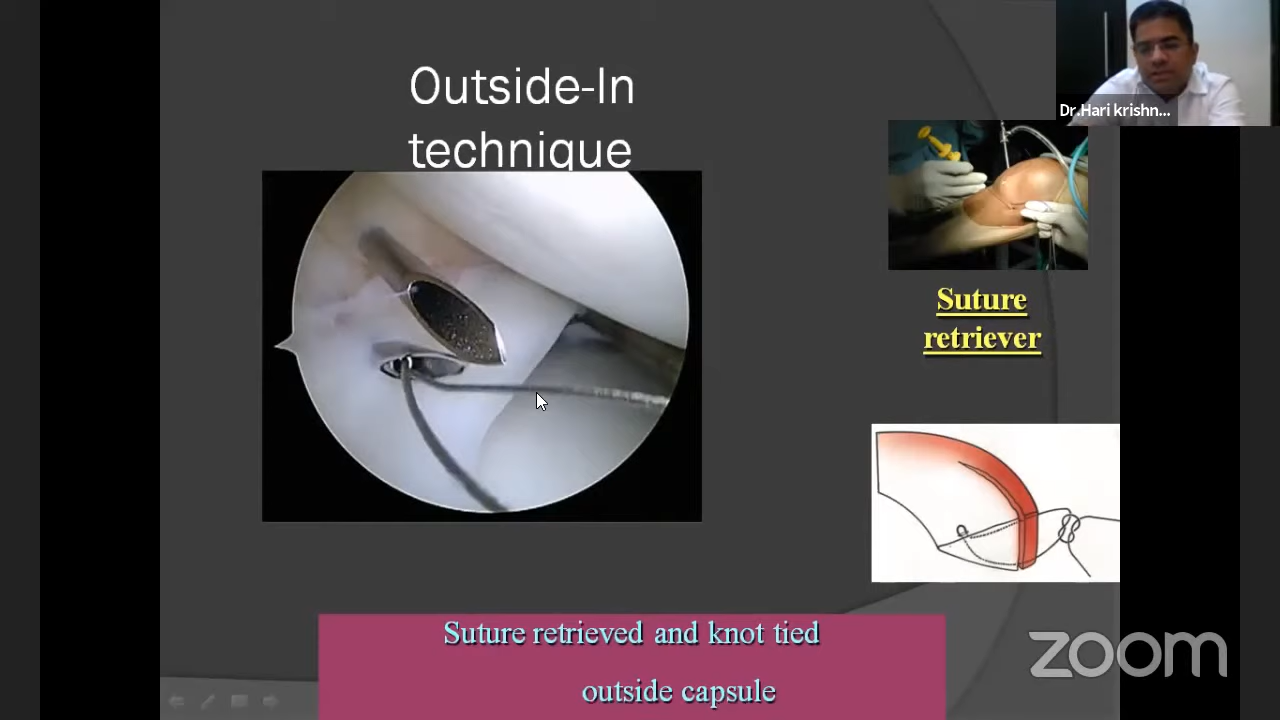 Outside-In
technique
Dr.Hari krishn...
Suture
retriever
Suture retrieved and knot tied
outside capsule
zoom